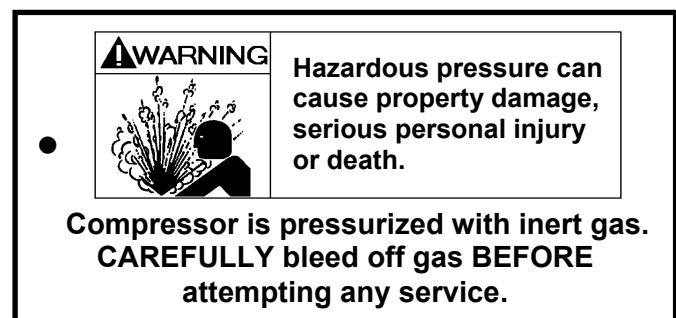 WARNING
Hazardous pressure can
cause property damage,
serious personal injury
or death.
Compressor is pressurized with inert gas.
CAREFULLY bleed off gas BEFORE
attempting any service.